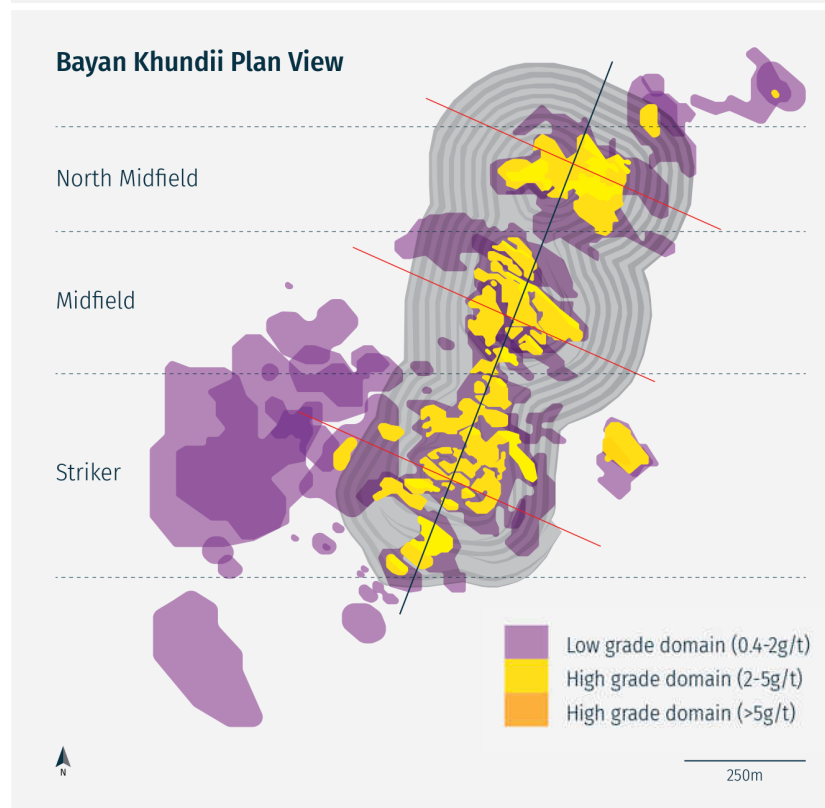 Bayan Khundii Plan View
North Midfield
Midfield
Striker
Low grade domain (0.4-2g/t)
High grade domain (2-5g/t)
High grade domain (>5g/t)
N
250m